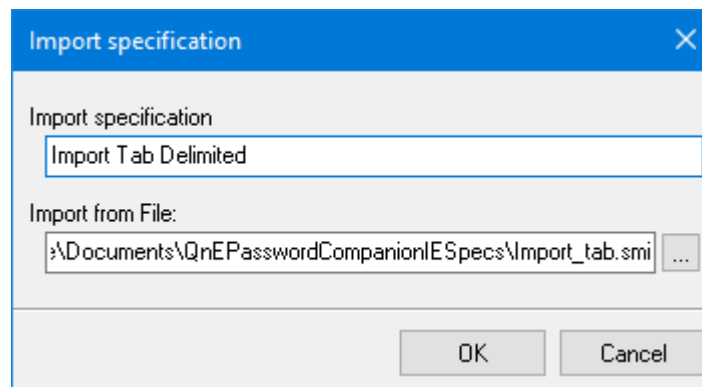 Import specification
Import specification
Import Tab Delimited
Import from File:
e\Documents\QnEPasswordCompanionIESpecs\Import_tab.smi
...
OK
Cancel